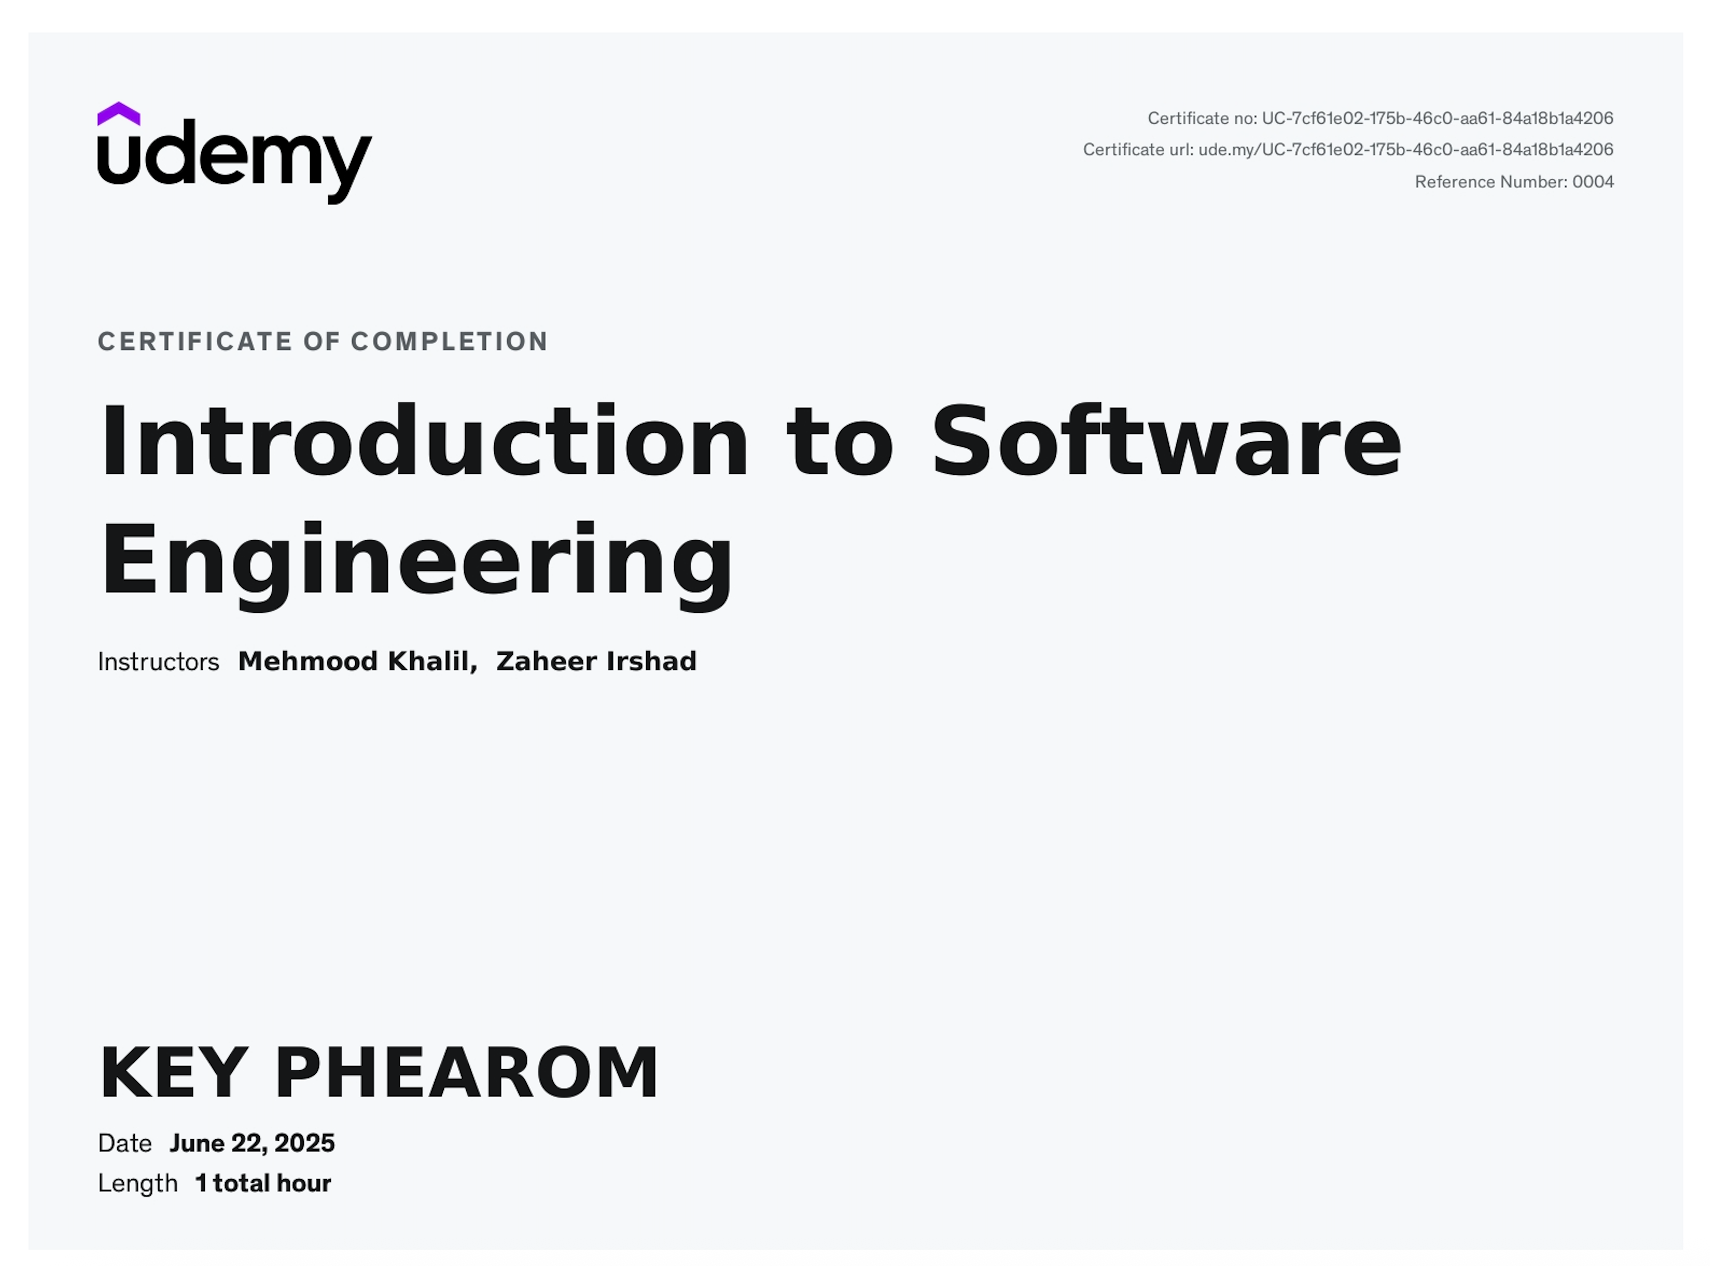 udemy
Certificate no: UC-7cf61e02-175b-46c0-aa61-84a18b1a4206
Certificate url: ude.my/UC-7cf61e02-175b-46c0-aa61-84a18b1a4206
Reference Number: 0004
CERTIFICATE OF COMPLETION
Introduction to Software
Engineering
Instructors Mehmood Khalil, Zaheer Irshad
KEY PHEAROM
Date June 22, 2025
Length 1 total hour